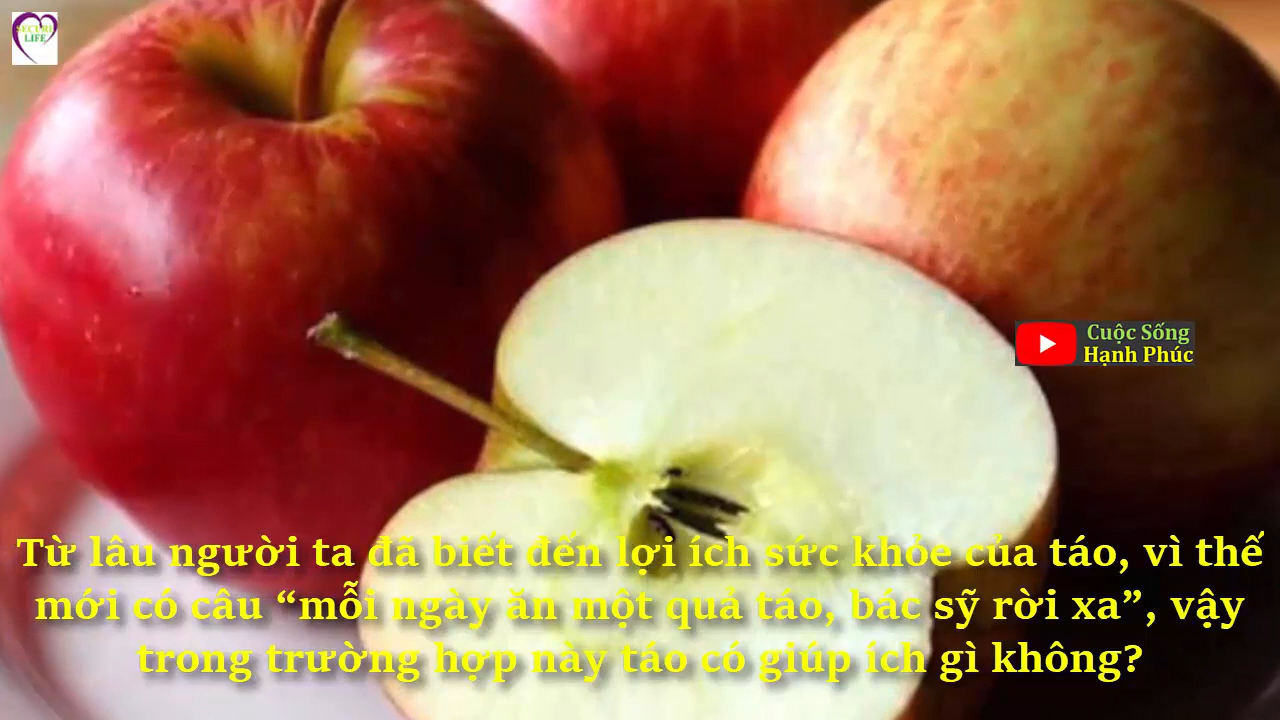 SECURE
LIFE
Cuộc Sống
Hạnh Phúc
Từ lâu người ta đã biết đến lợi ích sức khỏe của táo, vì thế
mới có câu “mỗi ngày ăn một quả táo, bác sỹ rời xa”, vậy
trong trường hợp này táo có giúp ích gì không?